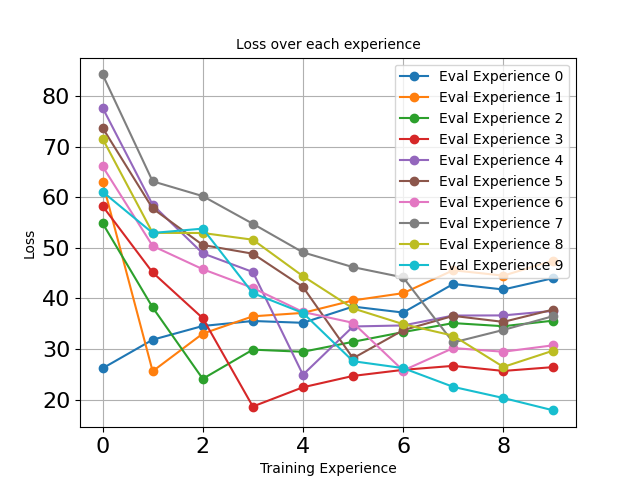 Loss over each experience
Eval Experience 0
Eval Experience 1
Eval Experience 2
Eval Experience 3
Eval Experience 4
Eval Experience 5
Eval Experience 6
Eval Experience 7
Eval Experience 8
Eval Experience 9
80
70
60
50
40
30
20
Loss
0 2 4 6 8
Training Experience